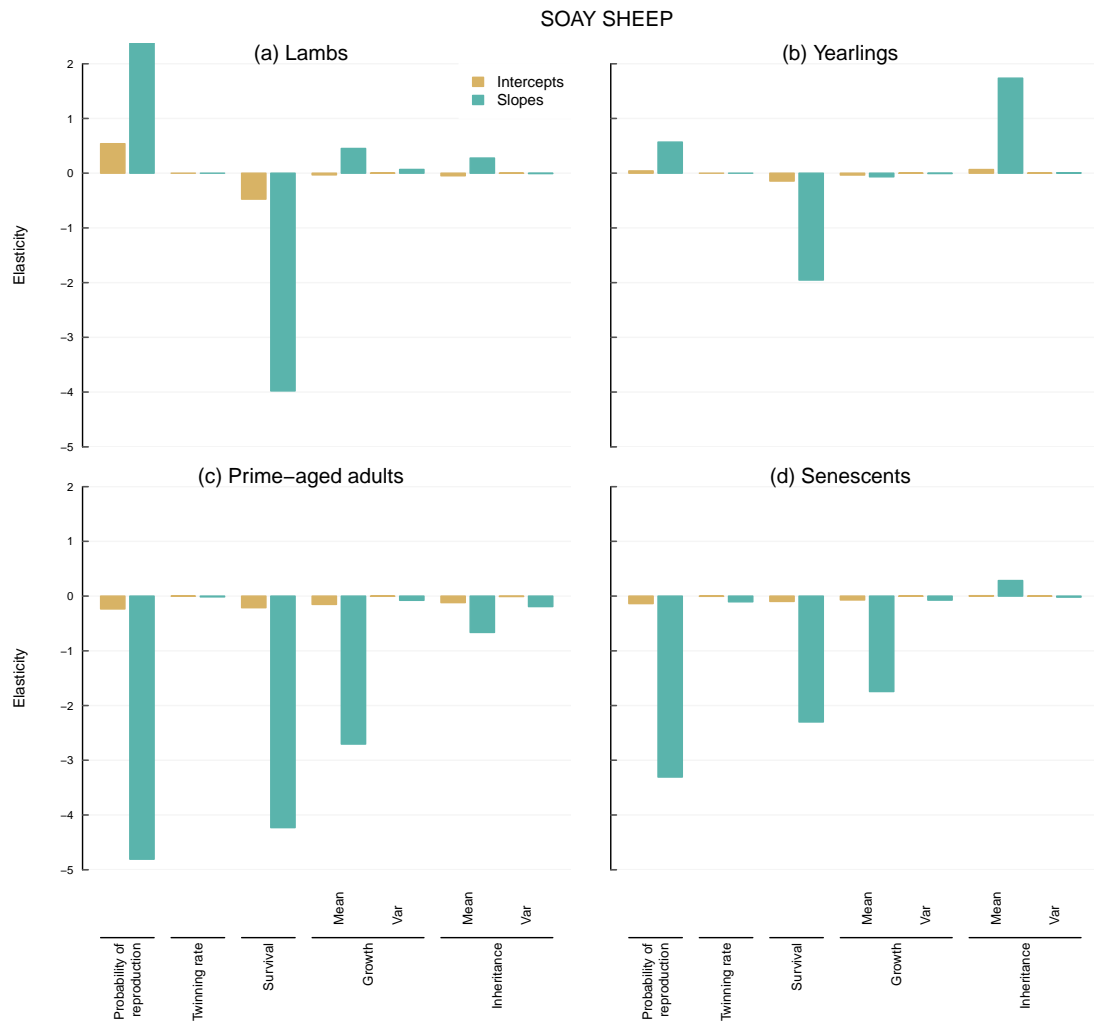 SOAY SHEEP
(a) Lambs
(b) Yearlings
Intercepts
Slopes
2
1
0
−1
−2
−3
−4
−5
Elasticity
(c) Prime−aged adults
(d) Senescents
2
1
0
−1
−2
−3
−4
−5
Elasticity
Mean
Var
Mean
Var
Mean
Var
Mean
Var
Probability of
reproduction
Twinning rate
Survival
Growth
Inheritance
Probability of
reproduction
Twinning rate
Survival
Growth
Inheritance